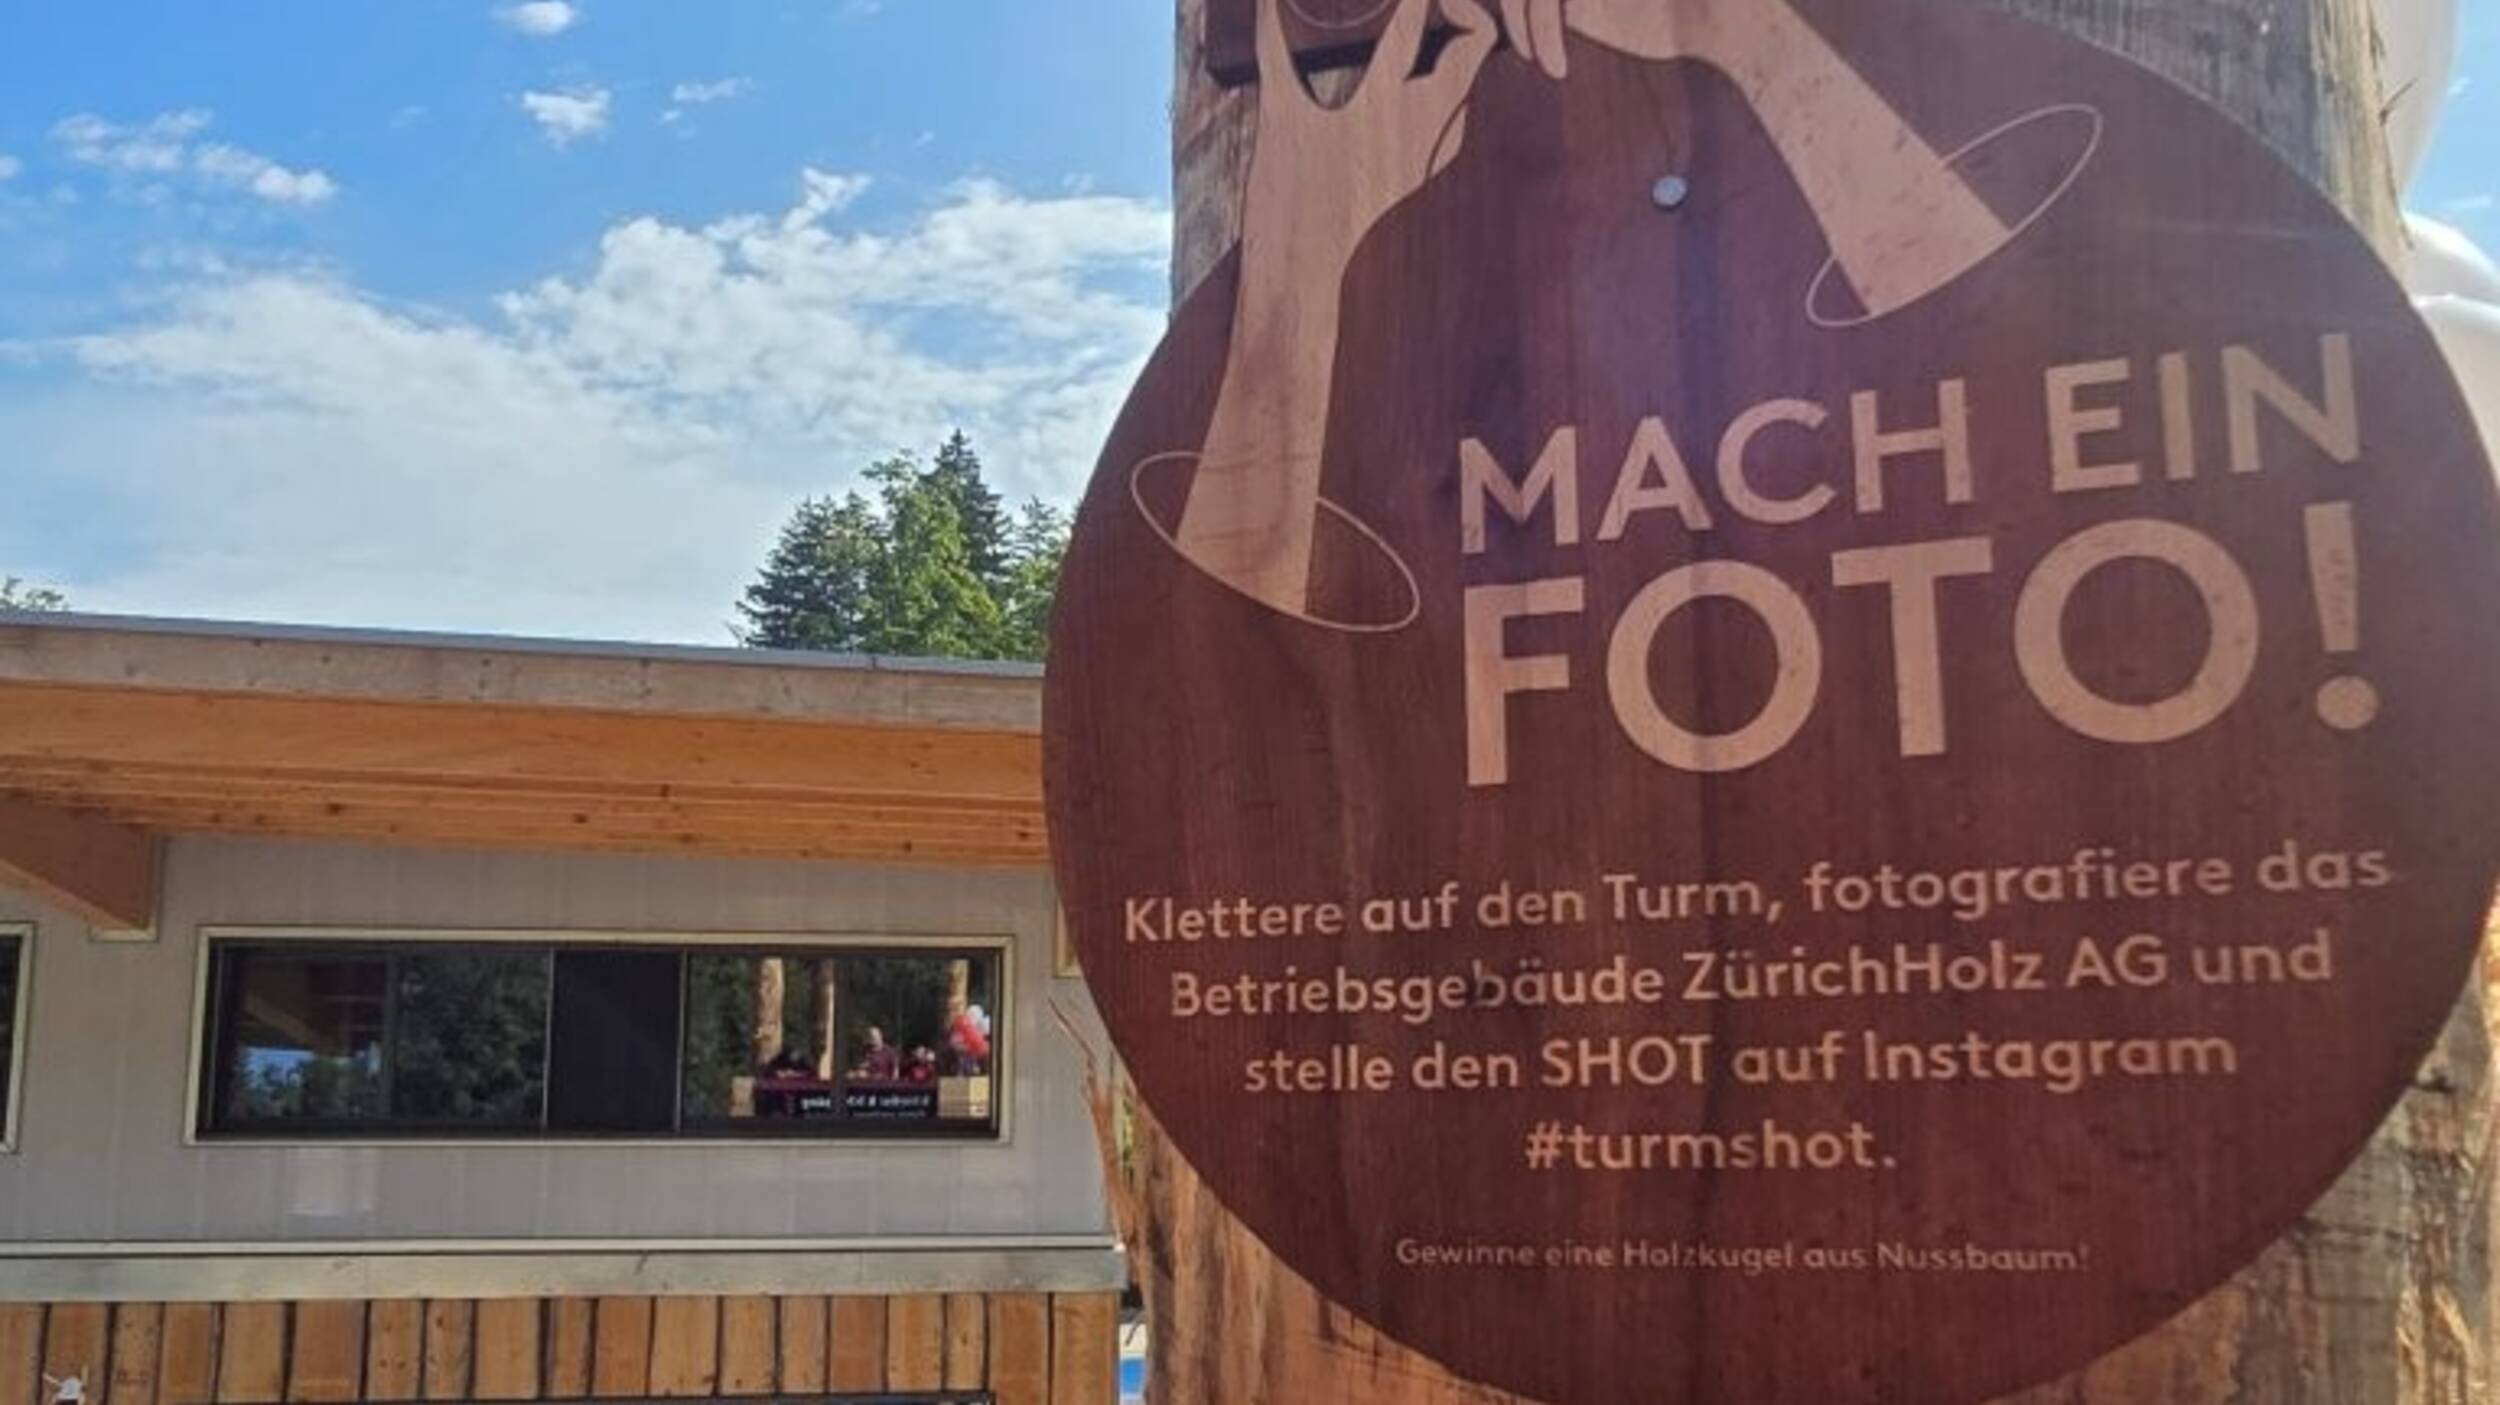 MACH EIN
FOTO!
Klettere auf den Turm, fotografiere das
Betriebsgebäude ZürichHolz AG und
stelle den SHOT auf Instagram
#turmshot.
Gewinne eine Holzkugel aus Nussbaum!